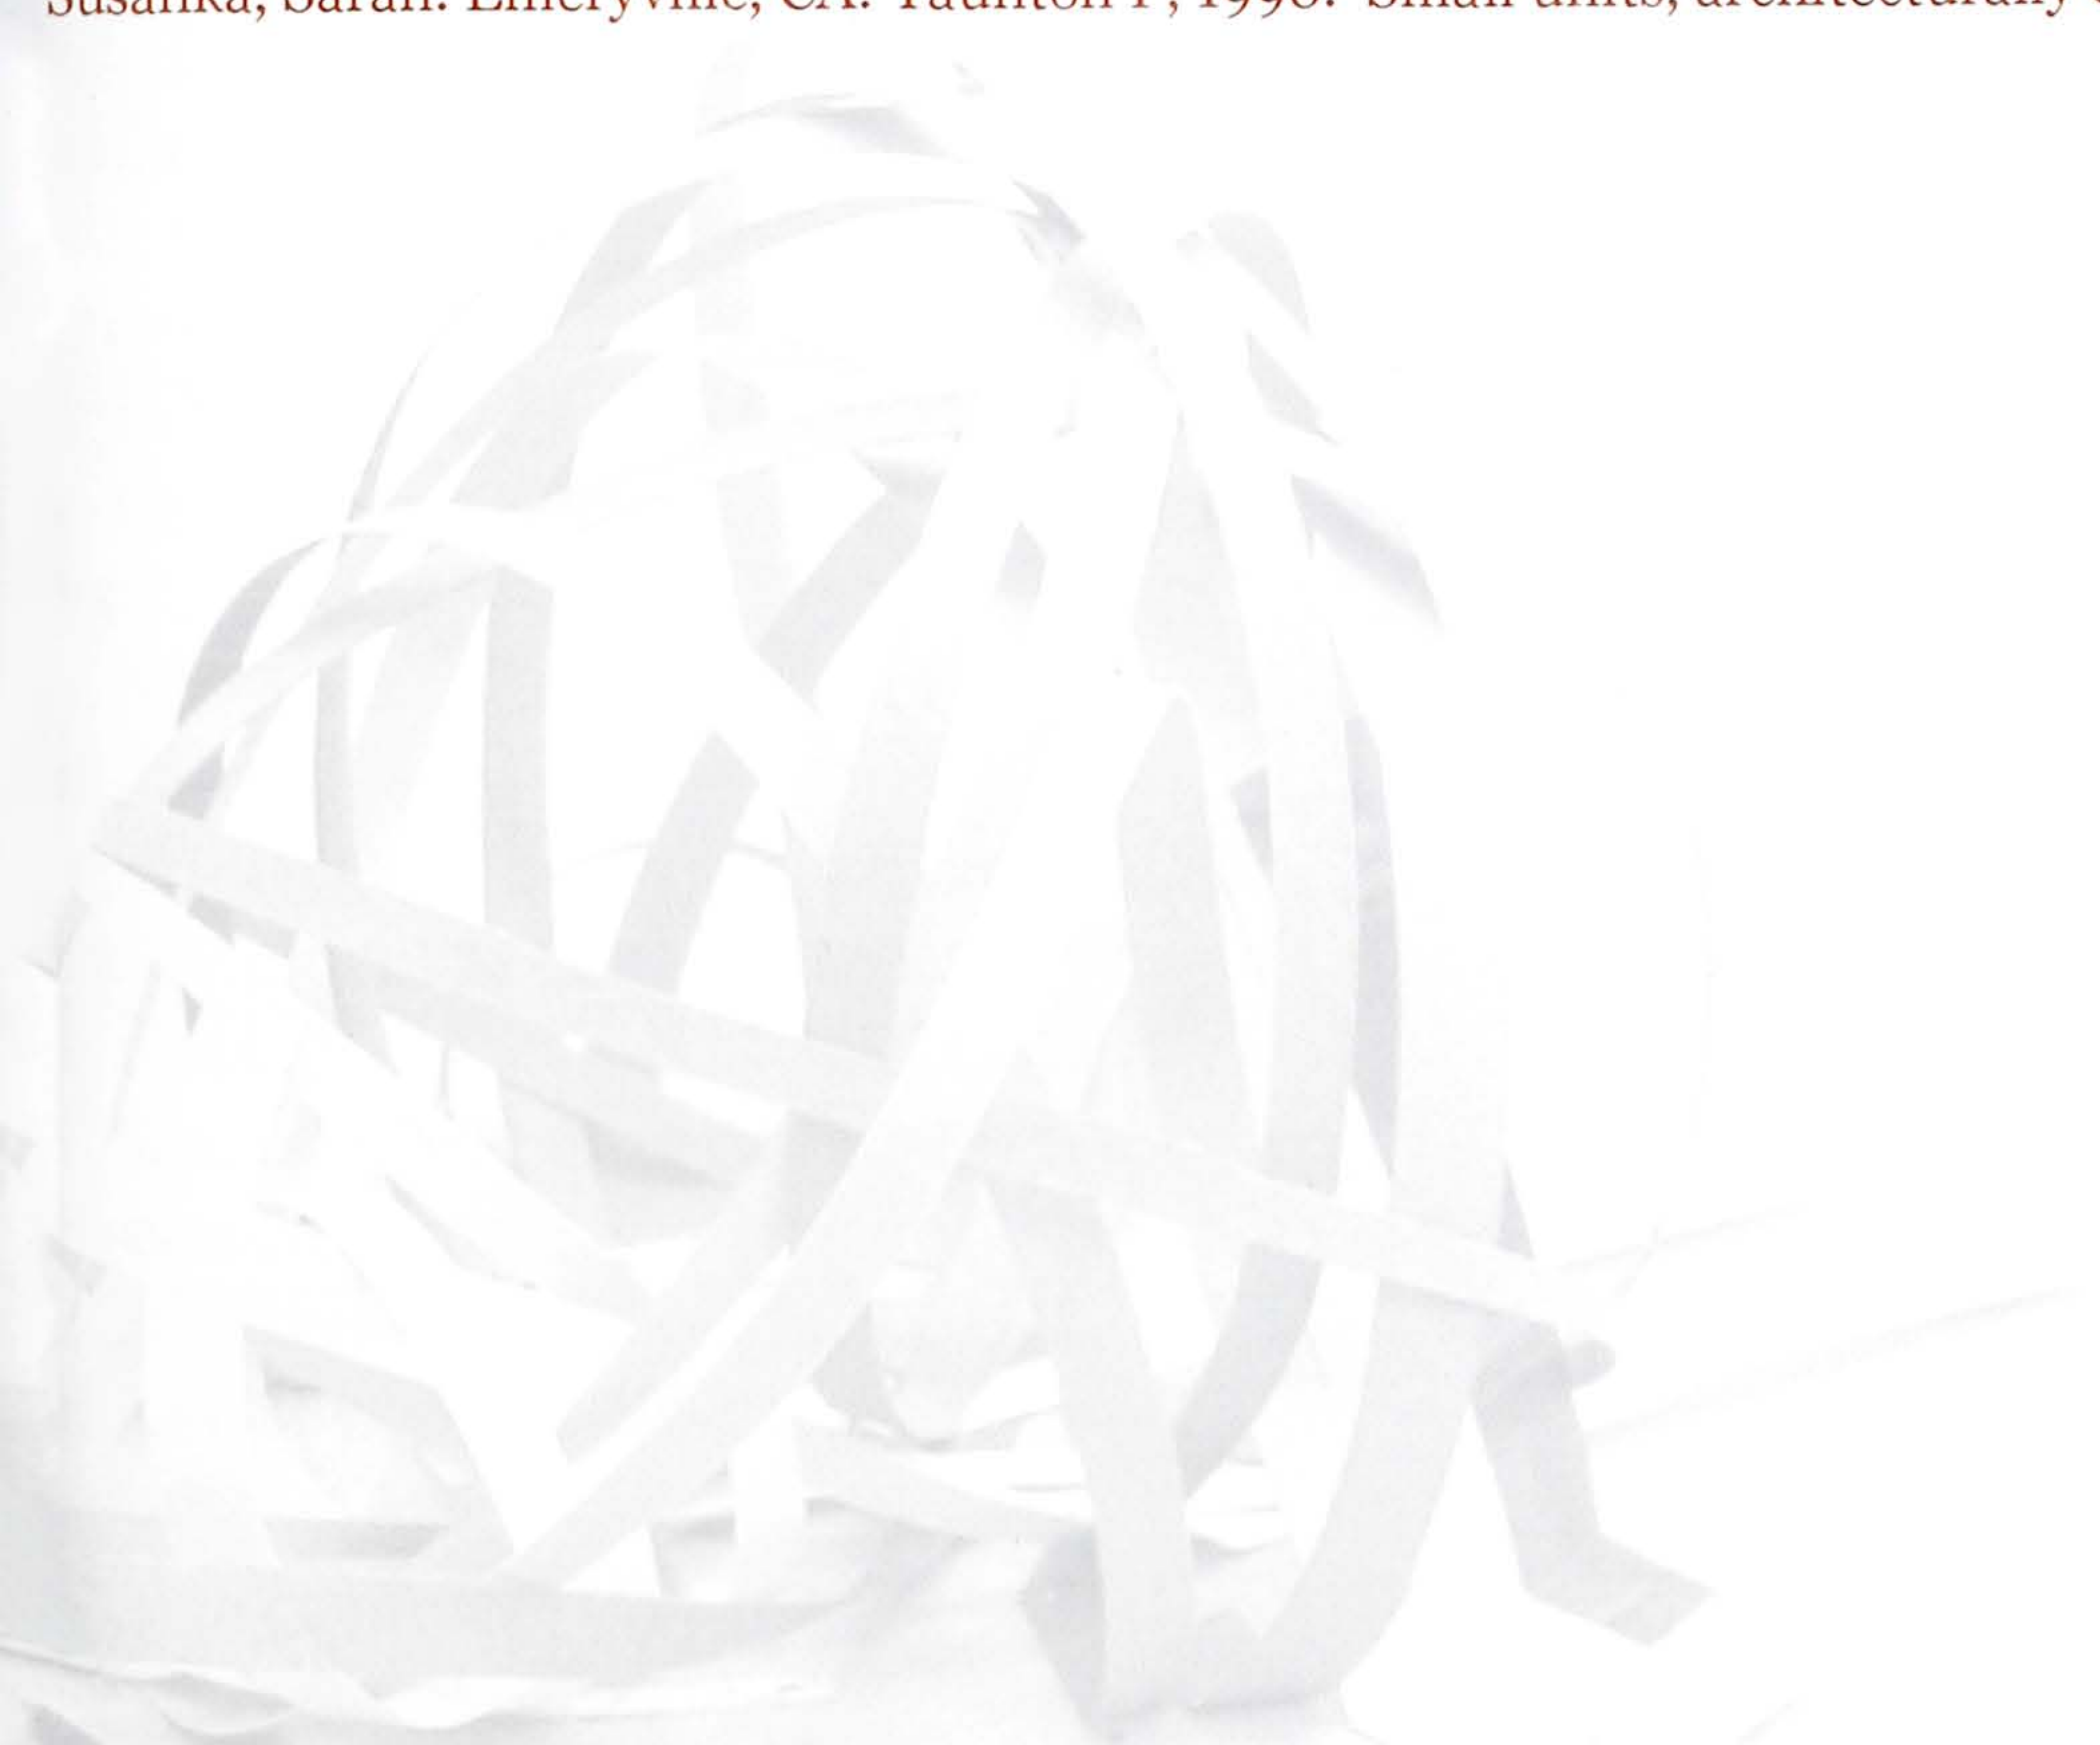 Susanka, Sarah. Emeryville, CA: Taunton P, 1998. Small units, architecturally